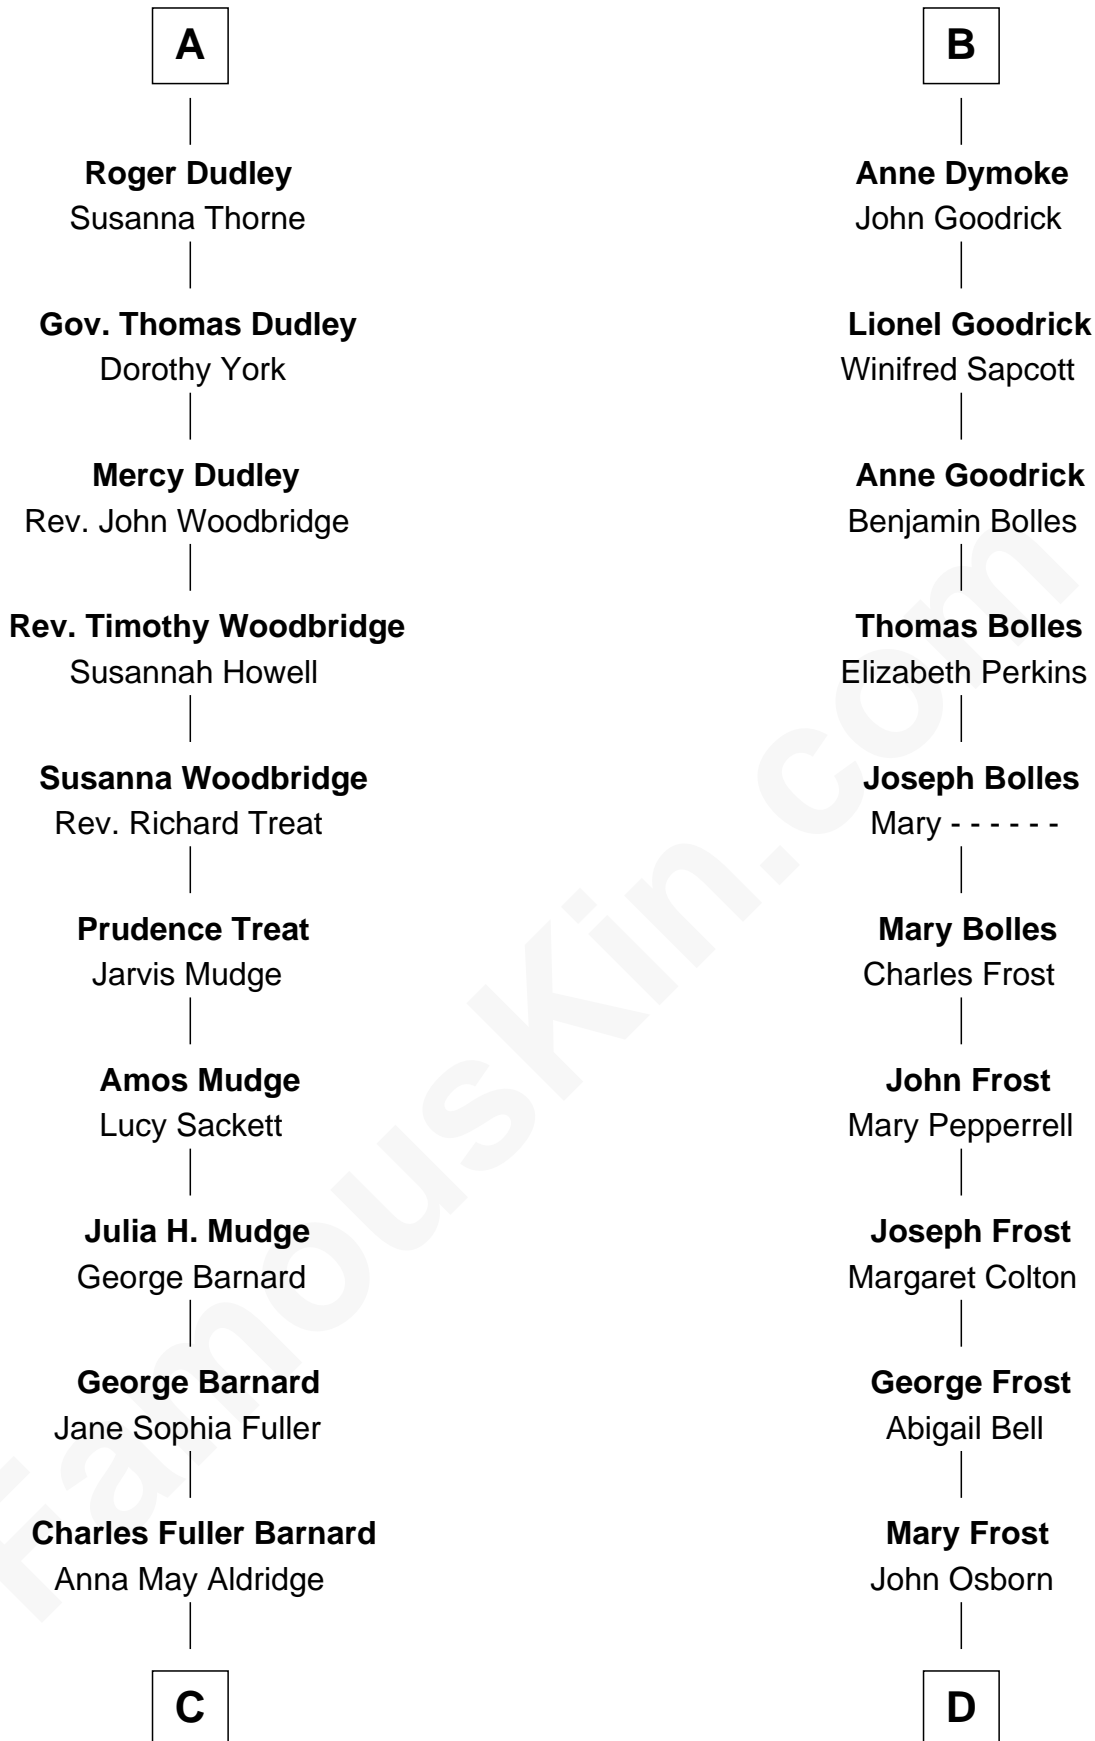 A
Roger Dudley
Susanna Thorne
Gov. Thomas Dudley
Dorothy York
Mercy Dudley
Rev. John Woodbridge
Rev. Timothy Woodbridge
Susannah Howell
Susanna Woodbridge
Rev. Richard Treat
Prudence Treat
Jarvis Mudge
Amos Mudge
Lucy Sackett
Julia H. Mudge
George Barnard
George Barnard
Jane Sophia Fuller
Charles Fuller Barnard
Anna May Aldridge
C
B
Anne Dymoke
John Goodrick
Lionel Goodrick
Winifred Sapcott
Anne Goodrick
Benjamin Bolles
Thomas Bolles
Elizabeth Perkins
Joseph Bolles
Mary - - - - - -
Mary Bolles
Charles Frost
John Frost
Mary Pepperrell
Joseph Frost
Margaret Colton
George Frost
Abigail Bell
Mary Frost
John Osborn
D
FamousKin.com